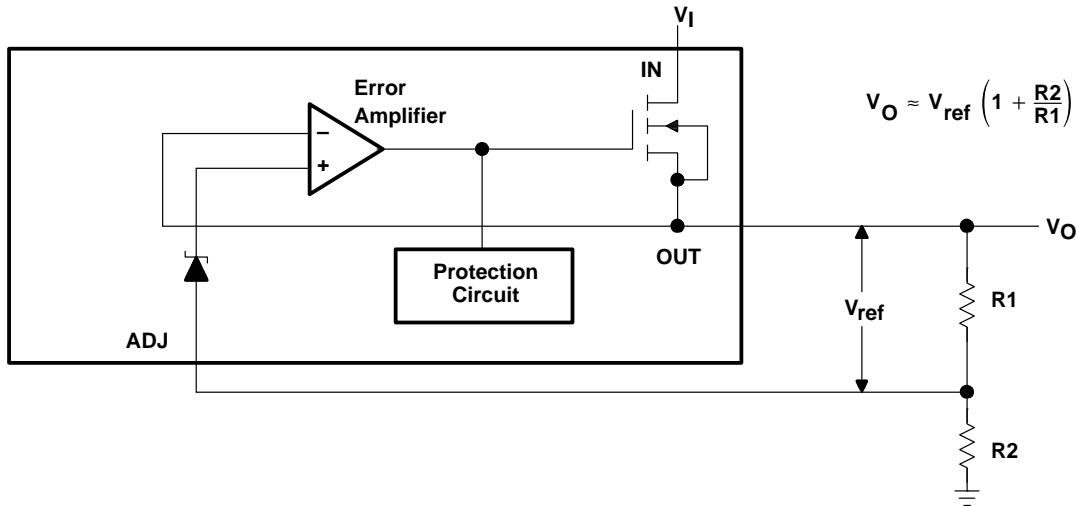 VI
IN
Error
Amplifier
VO ≈ Vref (1 + R2/R1)
−
+
OUT
VO
Protection
Circuit
Vref
R1
ADJ
R2